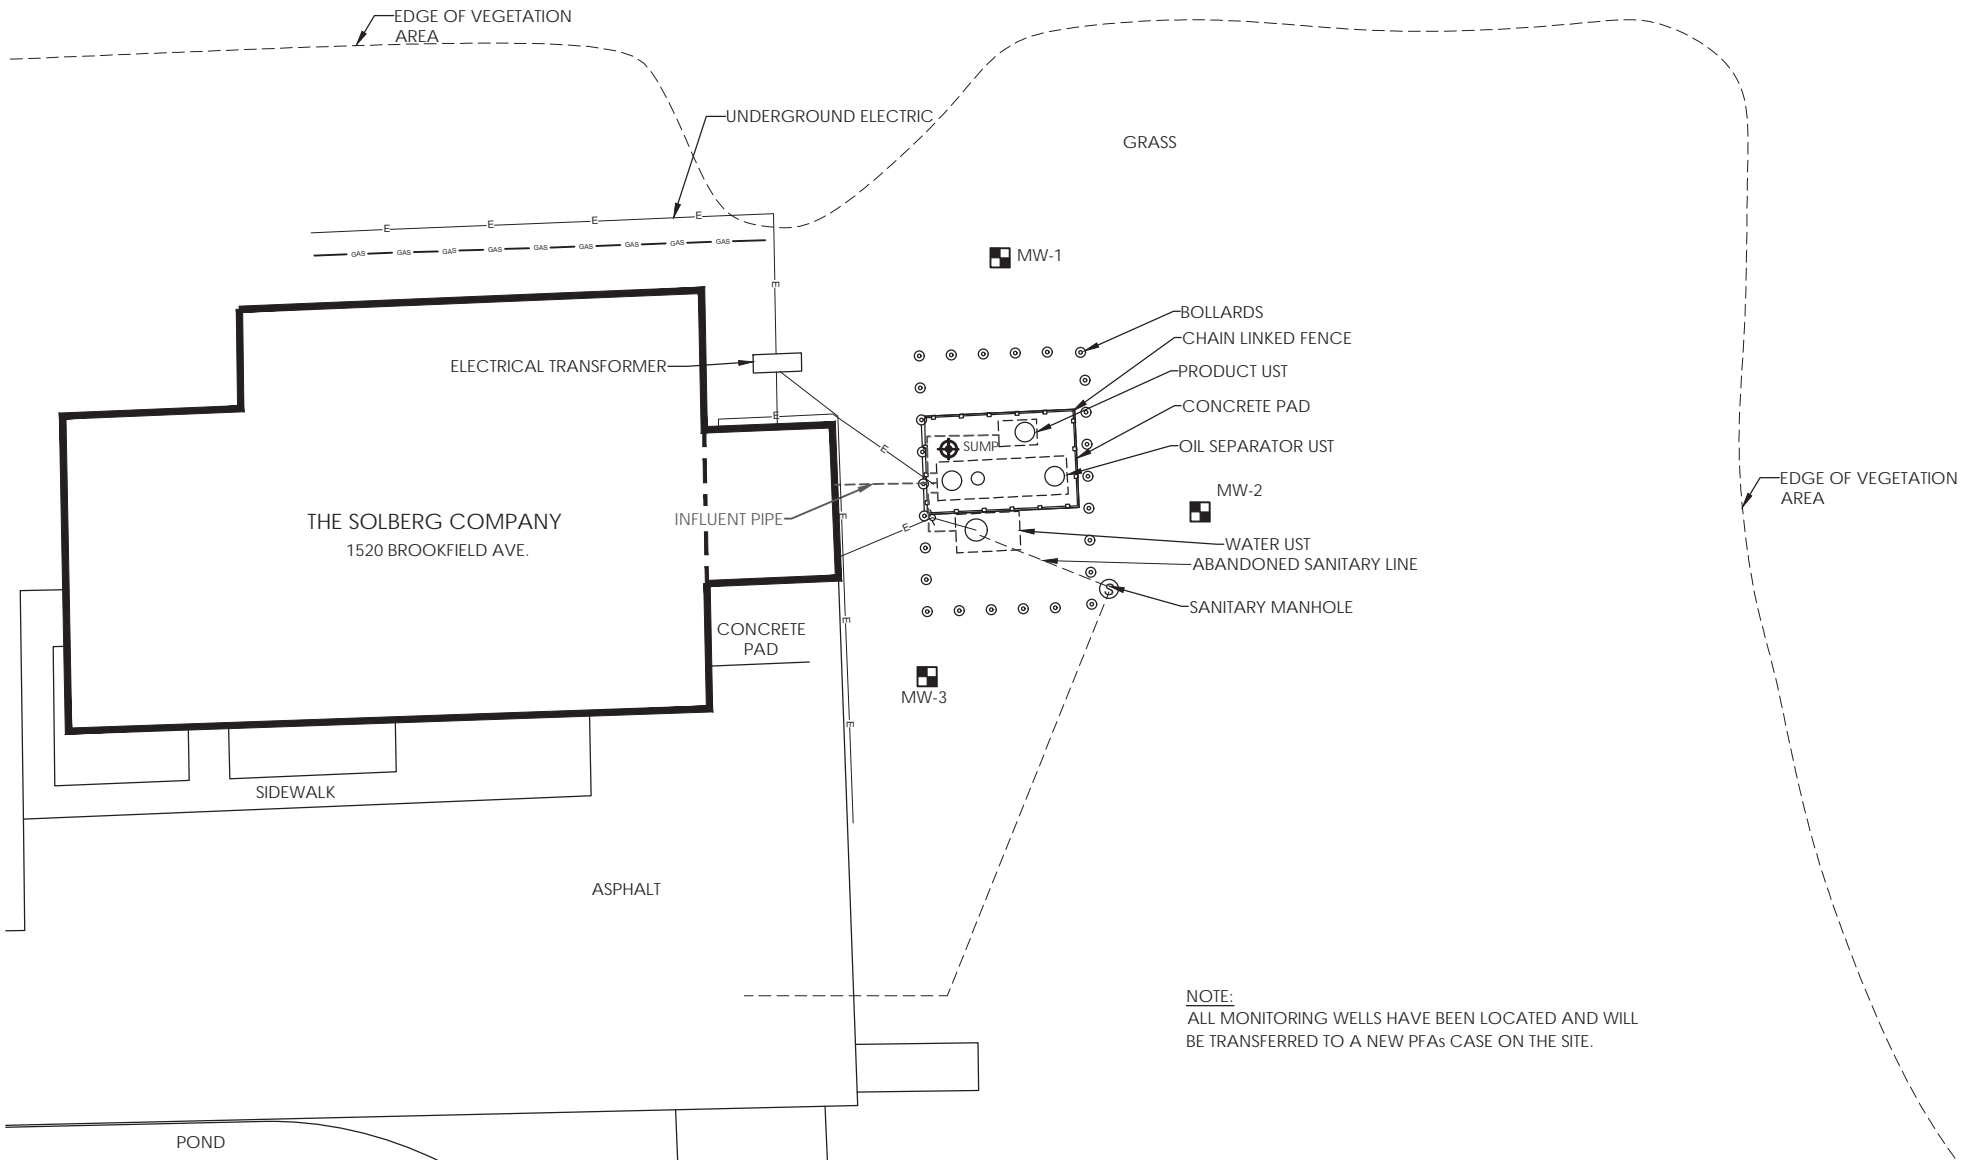 EDGE OF VEGETATION
AREA
UNDERGROUND ELECTRIC
GRASS
E
E
E
E
GAS
GAS
GAS
GAS
GAS
GAS
GAS
GAS
GAS
E
MW-1
BOLLARDS
CHAIN LINKED FENCE
ELECTRICAL TRANSFORMER
PRODUCT UST
CONCRETE PAD
E
SUMP
OIL SEPARATOR UST
E
EDGE OF VEGETATION
AREA
MW-2
INFLUENT PIPE
E
E
THE SOLBERG COMPANY
1520 BROOKFIELD AVE.
WATER UST
ABANDONED SANITARY LINE
S
SANITARY MANHOLE
E
CONCRETE
PAD
MW-3
E
SIDEWALK
ASPHALT
NOTE:
ALL MONITORING WELLS HAVE BEEN LOCATED AND WILL
BE TRANSFERRED TO A NEW PFAs CASE ON THE SITE.
POND